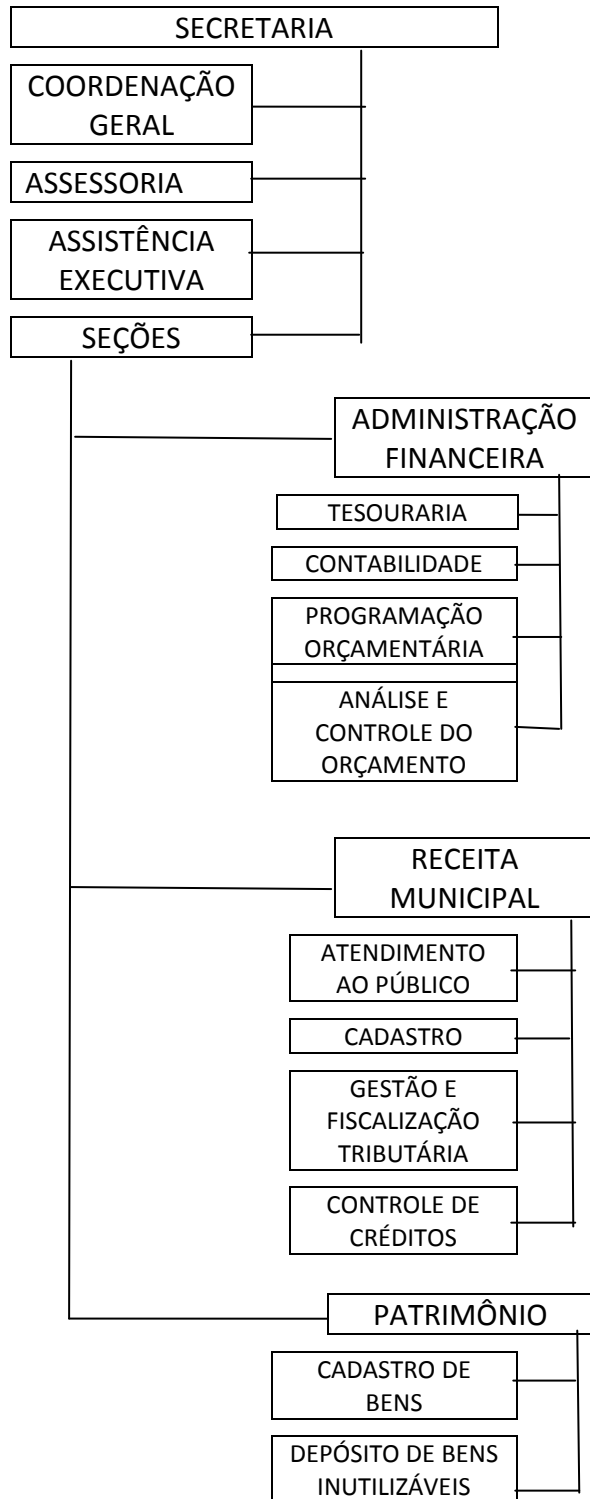 SECRETARIA
COORDENAÇÃO
GERAL
ASSESSORIA
ASSISTÊNCIA
EXECUTIVA
SEÇÕES
ADMINISTRAÇÃO
FINANCEIRA
TESOURARIA
CONTABILIDADE
PROGRAMAÇÃO
ORÇAMENTÁRIA
ANÁLISE E
CONTROLE DO
ORÇAMENTO
RECEITA
MUNICIPAL
ATENDIMENTO
AO PÚBLICO
CADASTRO
GESTÃO E
FISCALIZAÇÃO
TRIBUTÁRIA
CONTROLE DE
CRÉDITOS
PATRIMÔNIO
CADASTRO DE
BENS
DEPÓSITO DE BENS
INUTILIZÁVEIS